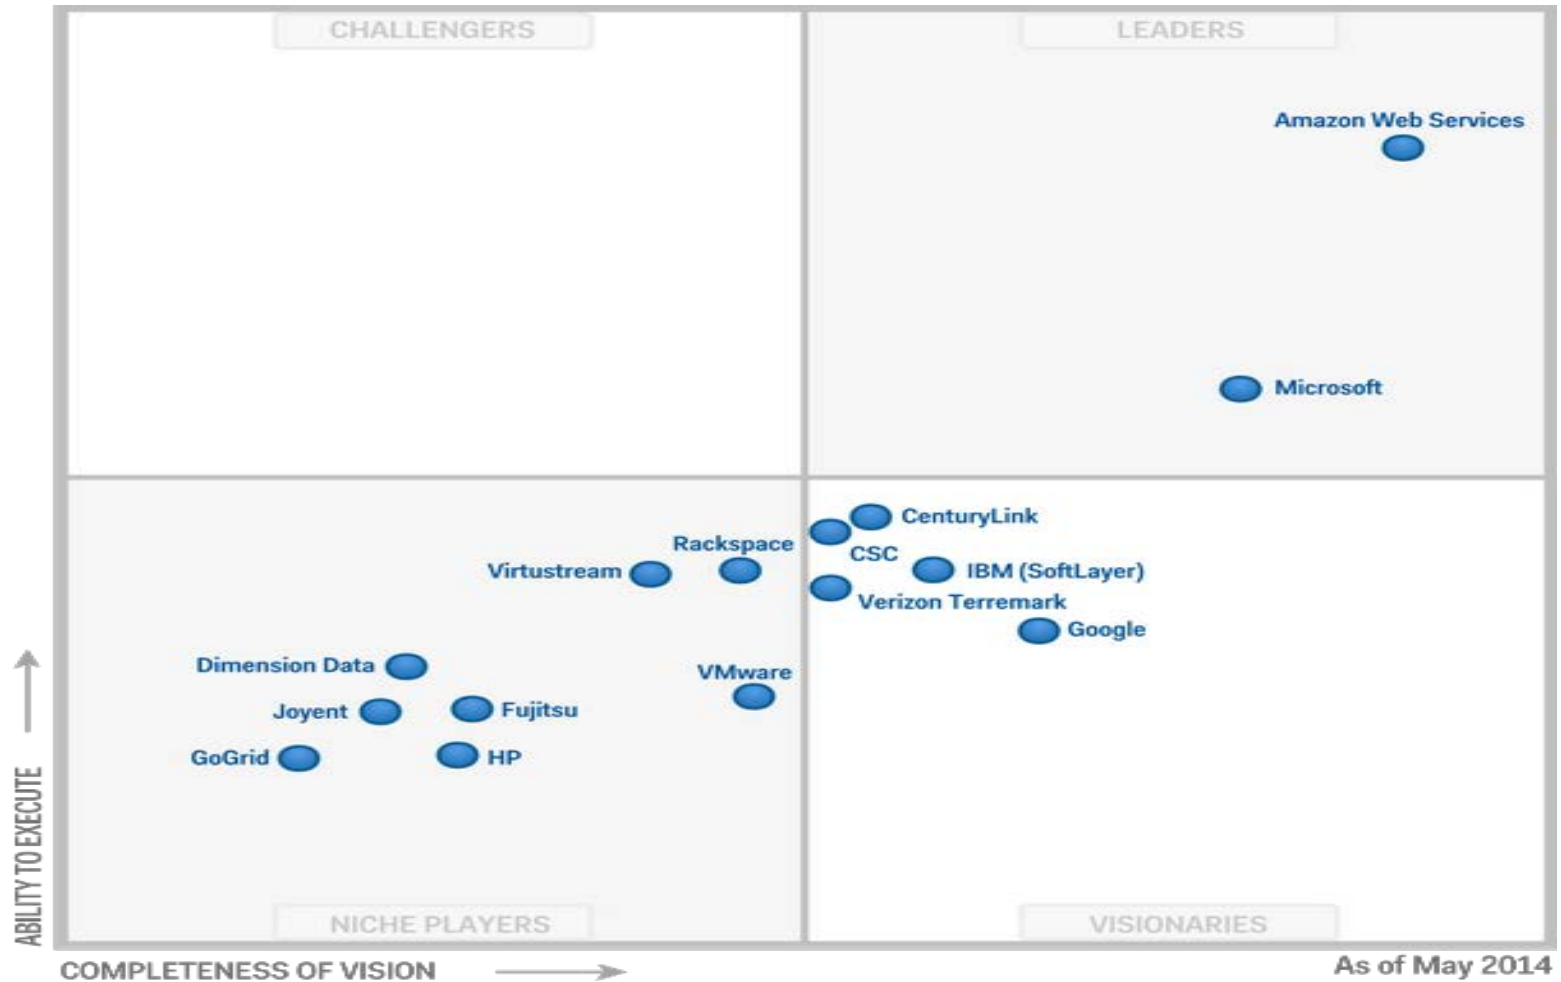 CHALLENGERS
LEADERS
Amazon Web Services
Microsoft
CenturyLink
Rackspace
CSC
Virtustream
IBM (SoftLayer)
Verizon Terremark
Google
Dimension Data
VMware
Joyent
Fujitsu
GoGrid
HP
ABILITY TO EXECUTE
NICHE PLAYERS
VISIONARIES
COMPLETENESS OF VISION
As of May 2014